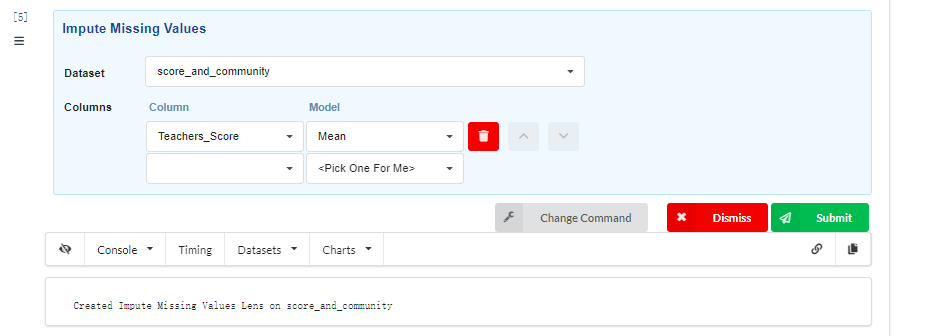 [5]
Impute Missing Values
Dataset
score_and_community
Columns
Column Model
Teachers_Score Mean
<Pick One For Me>
Change Command Dismiss Submit
Console Timing Datasets Charts
Created Impute Missing Values Lens on score_and_community